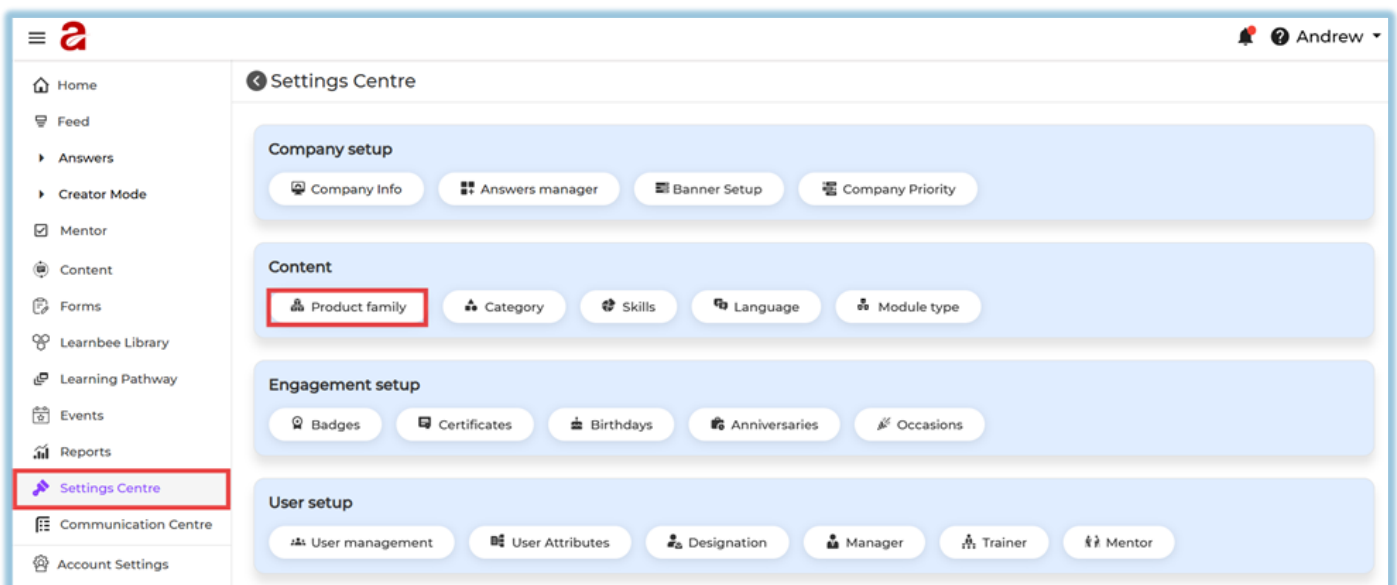 a
Andrew
Home
Feed
Answers
Creator Mode
Mentor
Content
Forms
Learnbee Library
Learning Pathway
Events
Reports
Settings Centre
Communication Centre
Account Settings
Settings Centre
Company setup
Company Info Answers manager Banner Setup Company Priority
Content
Product family Category Skills Language Module type
Engagement setup
Badges Certificates Birthdays Anniversaries Occasions
User setup
User management User Attributes Designation Manager Trainer Mentor